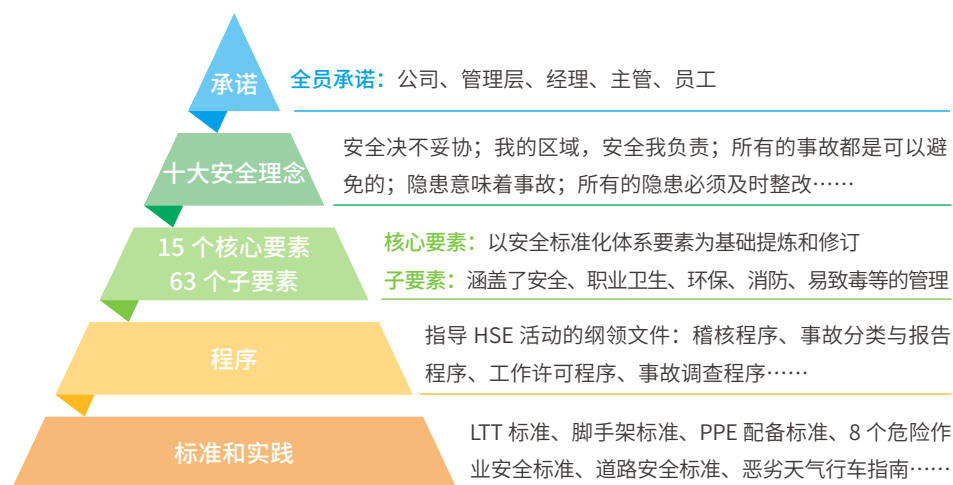 承诺
全员承诺：公司、管理层、经理、主管、员工
十大安全理念
安全决不妥协；我的区域，安全我负责；所有的事故都是可以避
免的；隐患意味着事故；所有的隐患必须及时整改……
15 个核心要素
63 个子要素
核心要素：以安全标准化体系要素为基础提炼和修订
子要素：涵盖了安全、职业卫生、环保、消防、易致毒等的管理
程序
指导 HSE 活动的纲领文件：稽核程序、事故分类与报告
程序、工作许可程序、事故调查程序……
标准和实践
LTT 标准、脚手架标准、PPE 配备标准、8 个危险作
业安全标准、道路安全标准、恶劣天气行车指南……